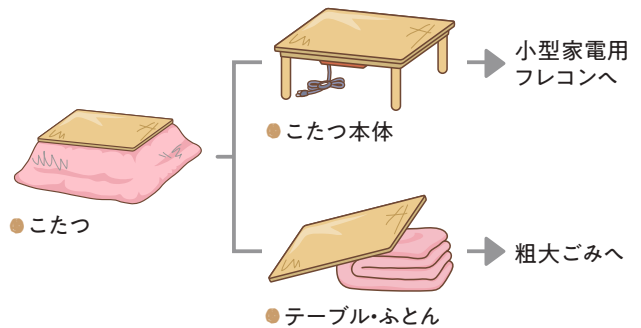 こたつ
こたつ本体
小型家電用
フレコンへ
テーブル・ふとん
粗大ごみへ